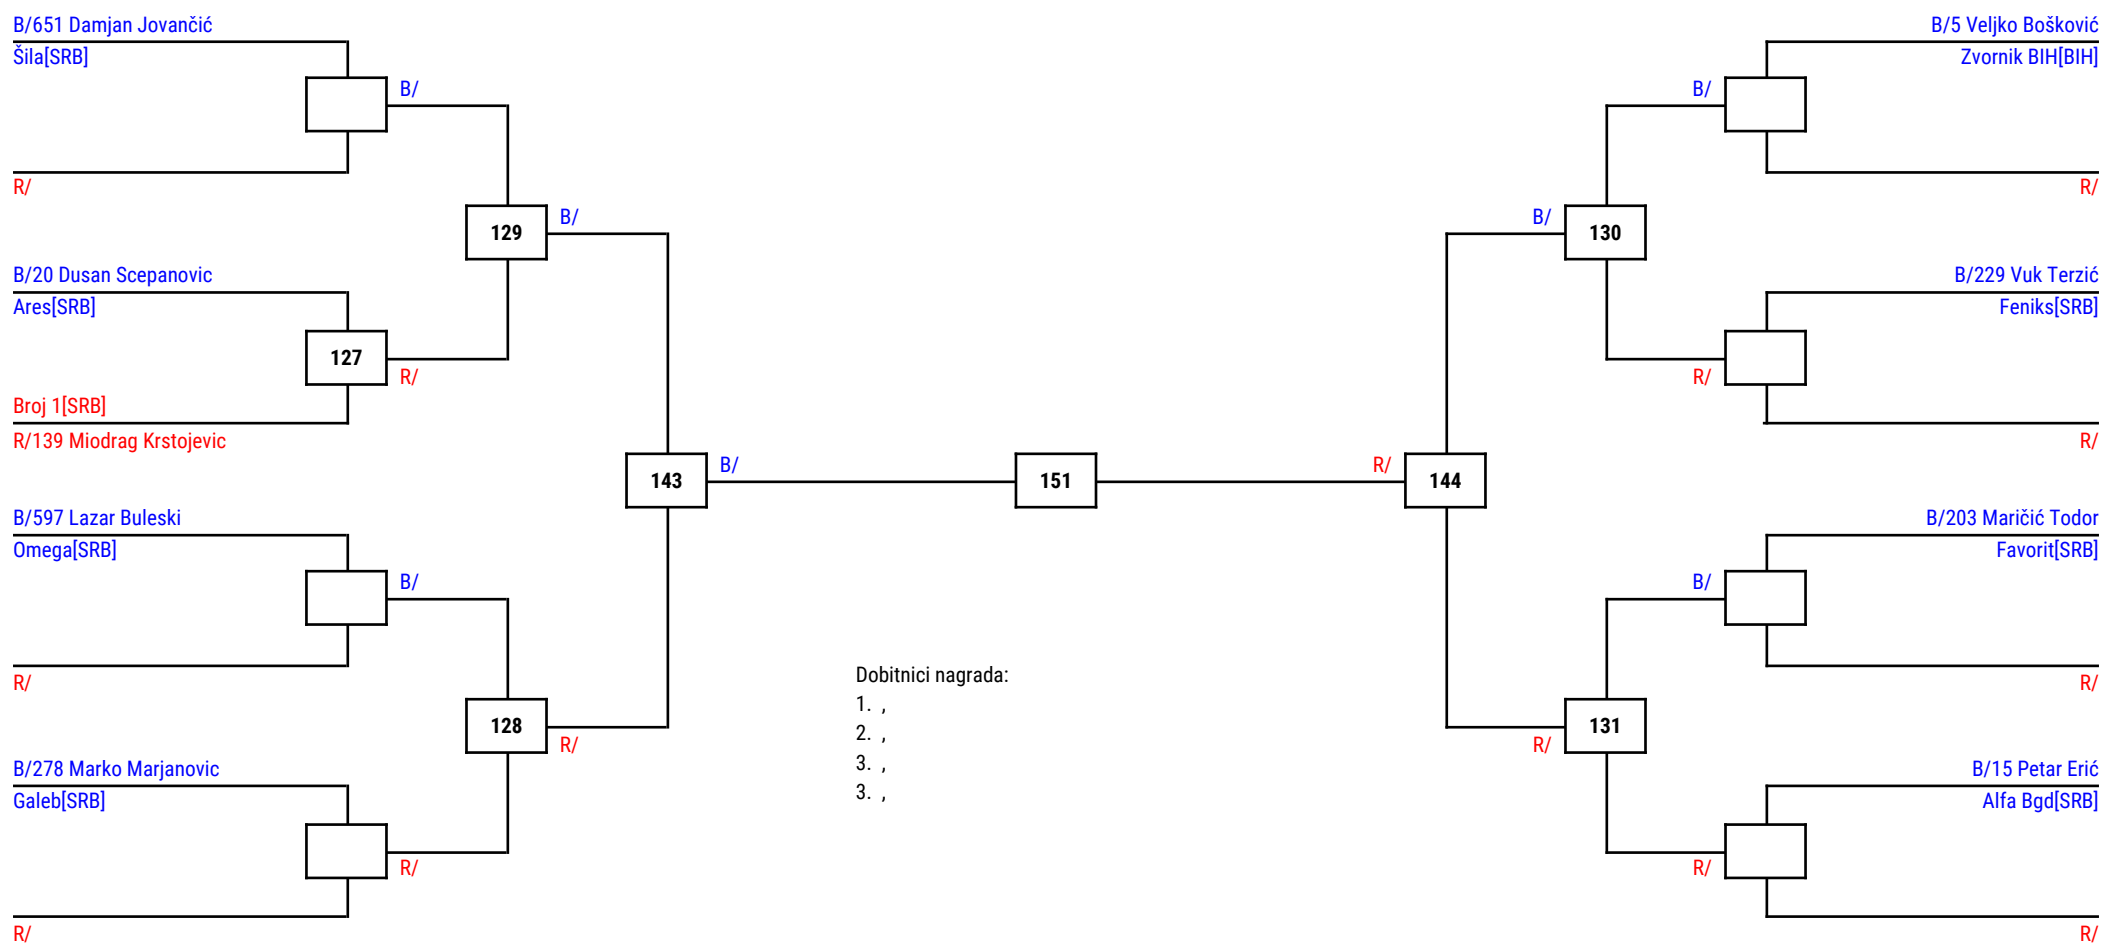 B/651 Damjan Jovančić
Šila[SRB]
B/
R/
129
B/
B/20 Dusan Scepanovic
Ares[SRB]
127
R/
Broj 1[SRB]
R/139 Miodrag Krstojevic
143
B/
B/597 Lazar Buleski
Omega[SRB]
B/
R/
128
R/
B/278 Marko Marjanovic
Galeb[SRB]
R/
R/
151
Dobitnici nagrada:
1. ,
2. ,
3. ,
3. ,
B/5 Veljko Bošković
Zvornik BIH[BIH]
B/
R/
B/
130
B/229 Vuk Terzić
Feniks[SRB]
R/
R/
R/
144
B/203 Maričić Todor
Favorit[SRB]
B/
R/
131
R/
B/15 Petar Erić
Alfa Bgd[SRB]
R/
R/